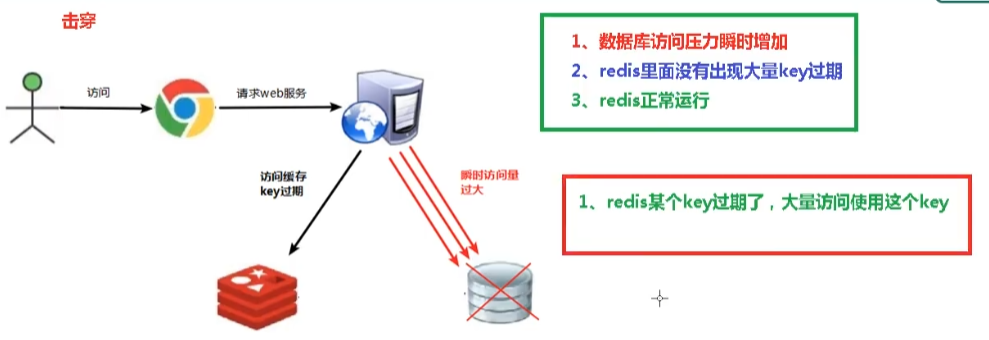 击穿
1、数据库访问压力瞬时增加
2、redis里面没有出现大量key过期
3、redis正常运行
访问
请求web服务
访问缓存
key过期
瞬时访问量
过大
1、redis某个key过期了，大量访问使用这个key